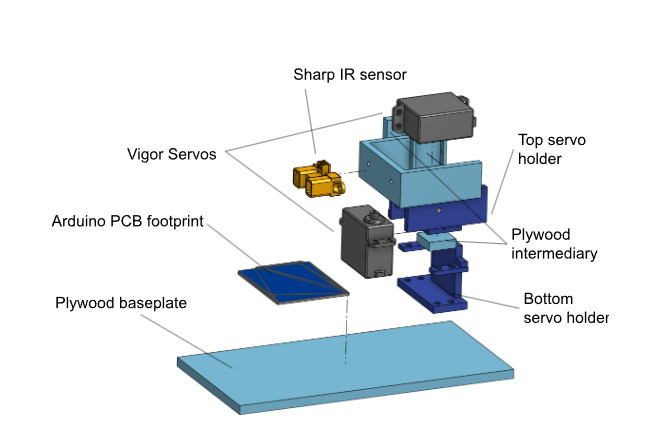 Sharp IR sensor
Vigor Servos
Top servo
holder
Arduino PCB footprint
Plywood
intermediary
Plywood baseplate
Bottom
servo holder